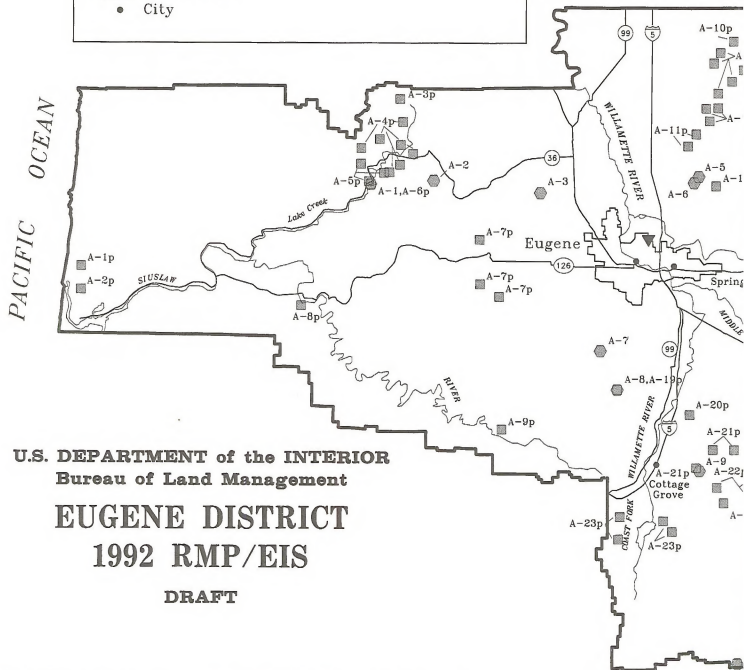 City
PACIFIC OCEAN
99
5
A-10p
A-3p
A-4p
A-11p
A-5
A-6
A-1
WILLAMETTE RIVER
36
A-5p
A-1,A-6p
A-2
A-3
Lake Creek
A-7p
Eugene
126
Spring
MIDDLE
A-1p
A-2p
SIUSLAW
A-7p
A-7p
A-8p
RIVER
A-7
99
A-8,A-19p
WILLAMETTE RIVER
5
A-20p
A-9p
A-21p
A-21p
A-9
A-22p
Cottage
Grove
A-23p
COAST FORK
A-23p
A-
U.S. DEPARTMENT of the INTERIOR
Bureau of Land Management
EUGENE DISTRICT
1992 RMP/EIS
DRAFT